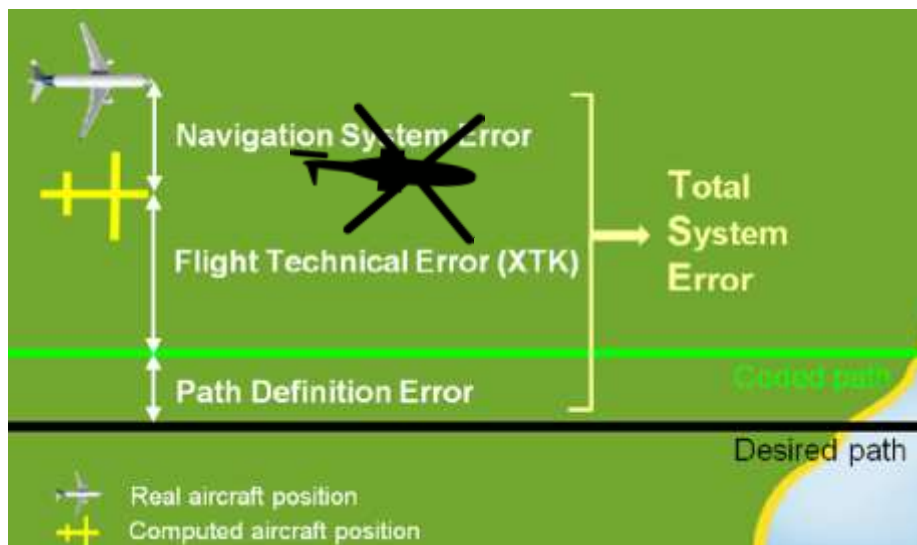 Navigation System Error
Flight Technical Error (XTK)
Total
System
Error
Path Definition Error
Coded path
Desired path
Real aircraft position
Computed aircraft position